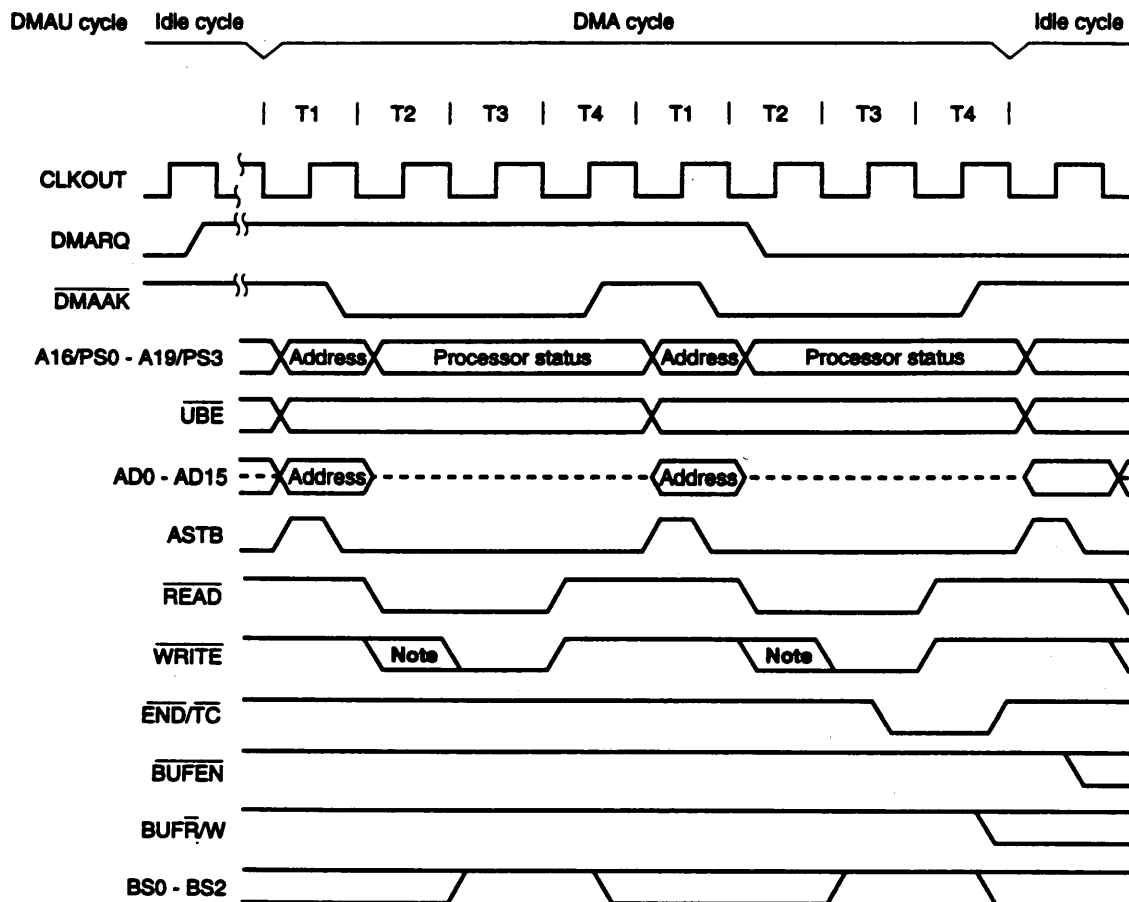 DMAU cycle Idle cycle DMA cycle Idle cycle
T1 T2 T3 T4 T1 T2 T3 T4
CLKOUT
DMARQ
DMAAK
A16/PS0 - A19/PS3 Address Processor status Address Processor status
UBE
AD0 - AD15 Address Address
ASTB
READ
WRITE Note Note
END/TC
BUFEN
BUFR/W
BS0 - BS2